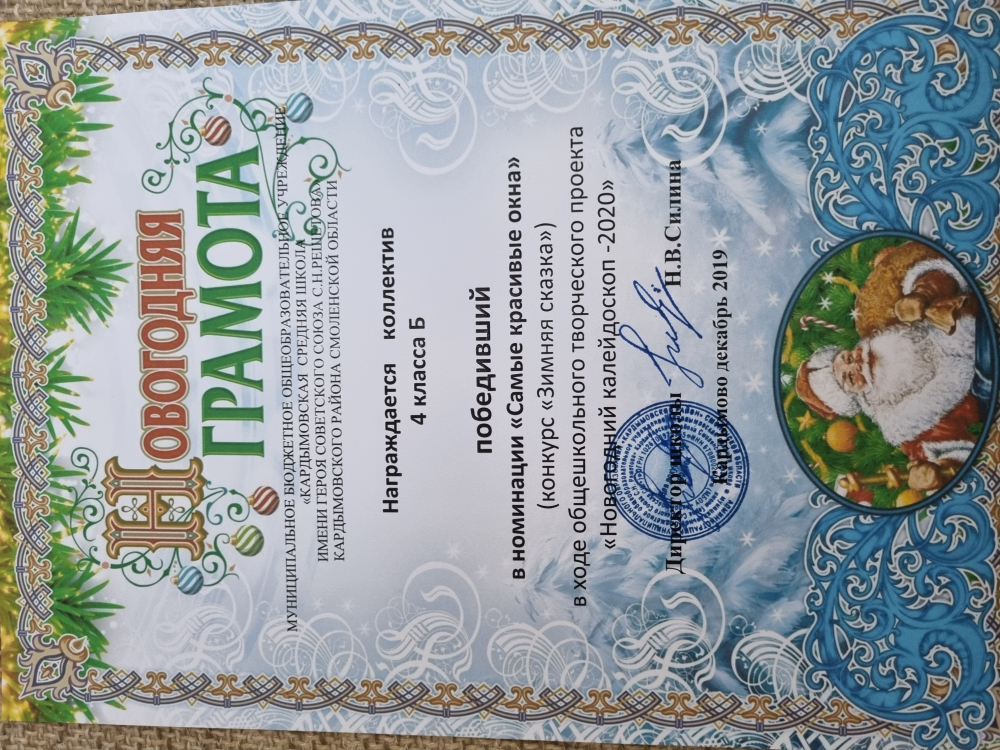 НОВОГОДНЯЯ
ГРАМОТА
МУНИЦИПАЛЬНОЕ БЮДЖЕТНОЕ ОБЩЕОБРАЗОВАТЕЛЬНОЕ УЧРЕЖДЕНИЕ
«КАРДЫМОВСКАЯ СРЕДНЯЯ ШКОЛА
ИМЕНИ ГЕРОЯ СОВЕТСКОГО СОЮЗА С.Н.РЕШЕТОВА»
КАРДЫМОВСКОГО РАЙОНА СМОЛЕНСКОЙ ОБЛАСТИ
Награждается коллектив
4 класса Б
победивший
в номинации «Самые красивые окна»
(конкурс «Зимняя сказка»)
в ходе общешкольного творческого проекта
«Новогодний калейдоскоп -2020»
Директор школы Н.В.Силина
Кардымово декабрь 2019